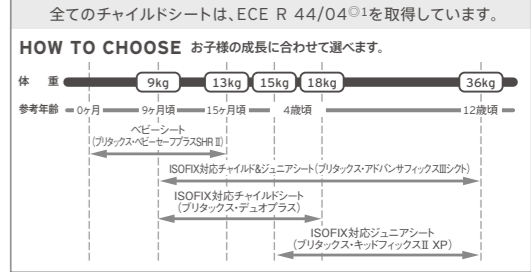 全てのチャイルドシートは、ECE R 44/04◎1を取得しています。
HOW TO CHOOSE お子様の成長に合わせて選べます。
体 重 9kg 13kg 15kg 18kg 36kg
参考年齢 0ヶ月 9ヶ月頃 15ヶ月頃 4歳頃 12歳頃
ベビーシート
(ブリタックス・ベビーセーフプラスSHRⅡ)
ISOFIX対応チャイルド&ジュニアシート(ブリタックス・アドバンサフィックスⅢシクト)
ISOFIX対応チャイルドシート
(ブリタックス・デュオプラス)
ISOFIX対応ジュニアシート
(ブリタックス・キッドフィックスⅡ XP)